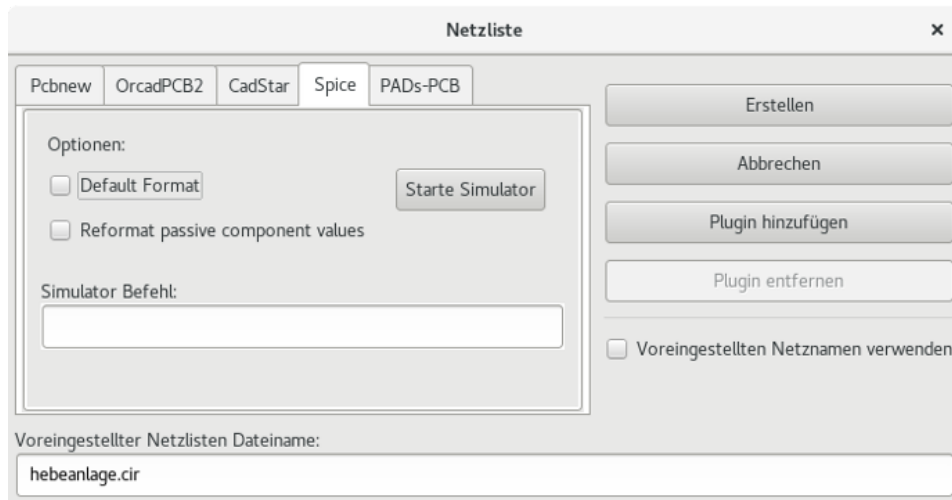 Netzliste
Pcbnew OrcadPCB2 CadStar Spice PADs-PCB
Optionen:
Default Format
Starte Simulator
Reformat passive component values
Simulator Befehl:
Erstellen
Abbrechen
Plugin hinzufügen
Plugin entfernen
Voreingestellten Netznamen verwenden
Voreingestellter Netzlisten Dateiname:
hebeanlage.cir